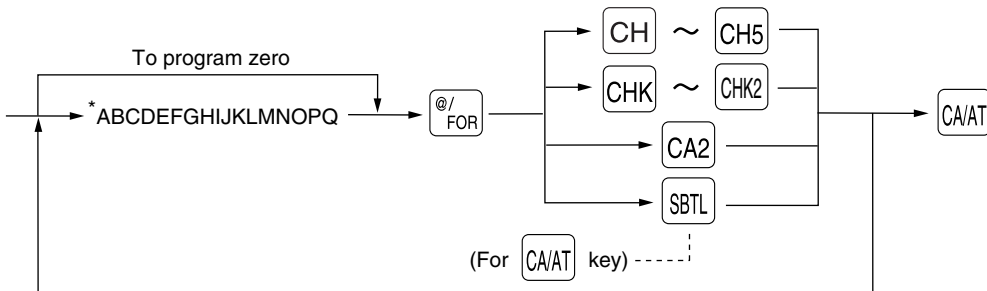 To program zero
*ABCDEFGHIJKLMNOPQ
@/
FOR
CH ～ CH5
CHK ～ CHK2
CA2
SBTL
CA/AT
(For CA/AT key)